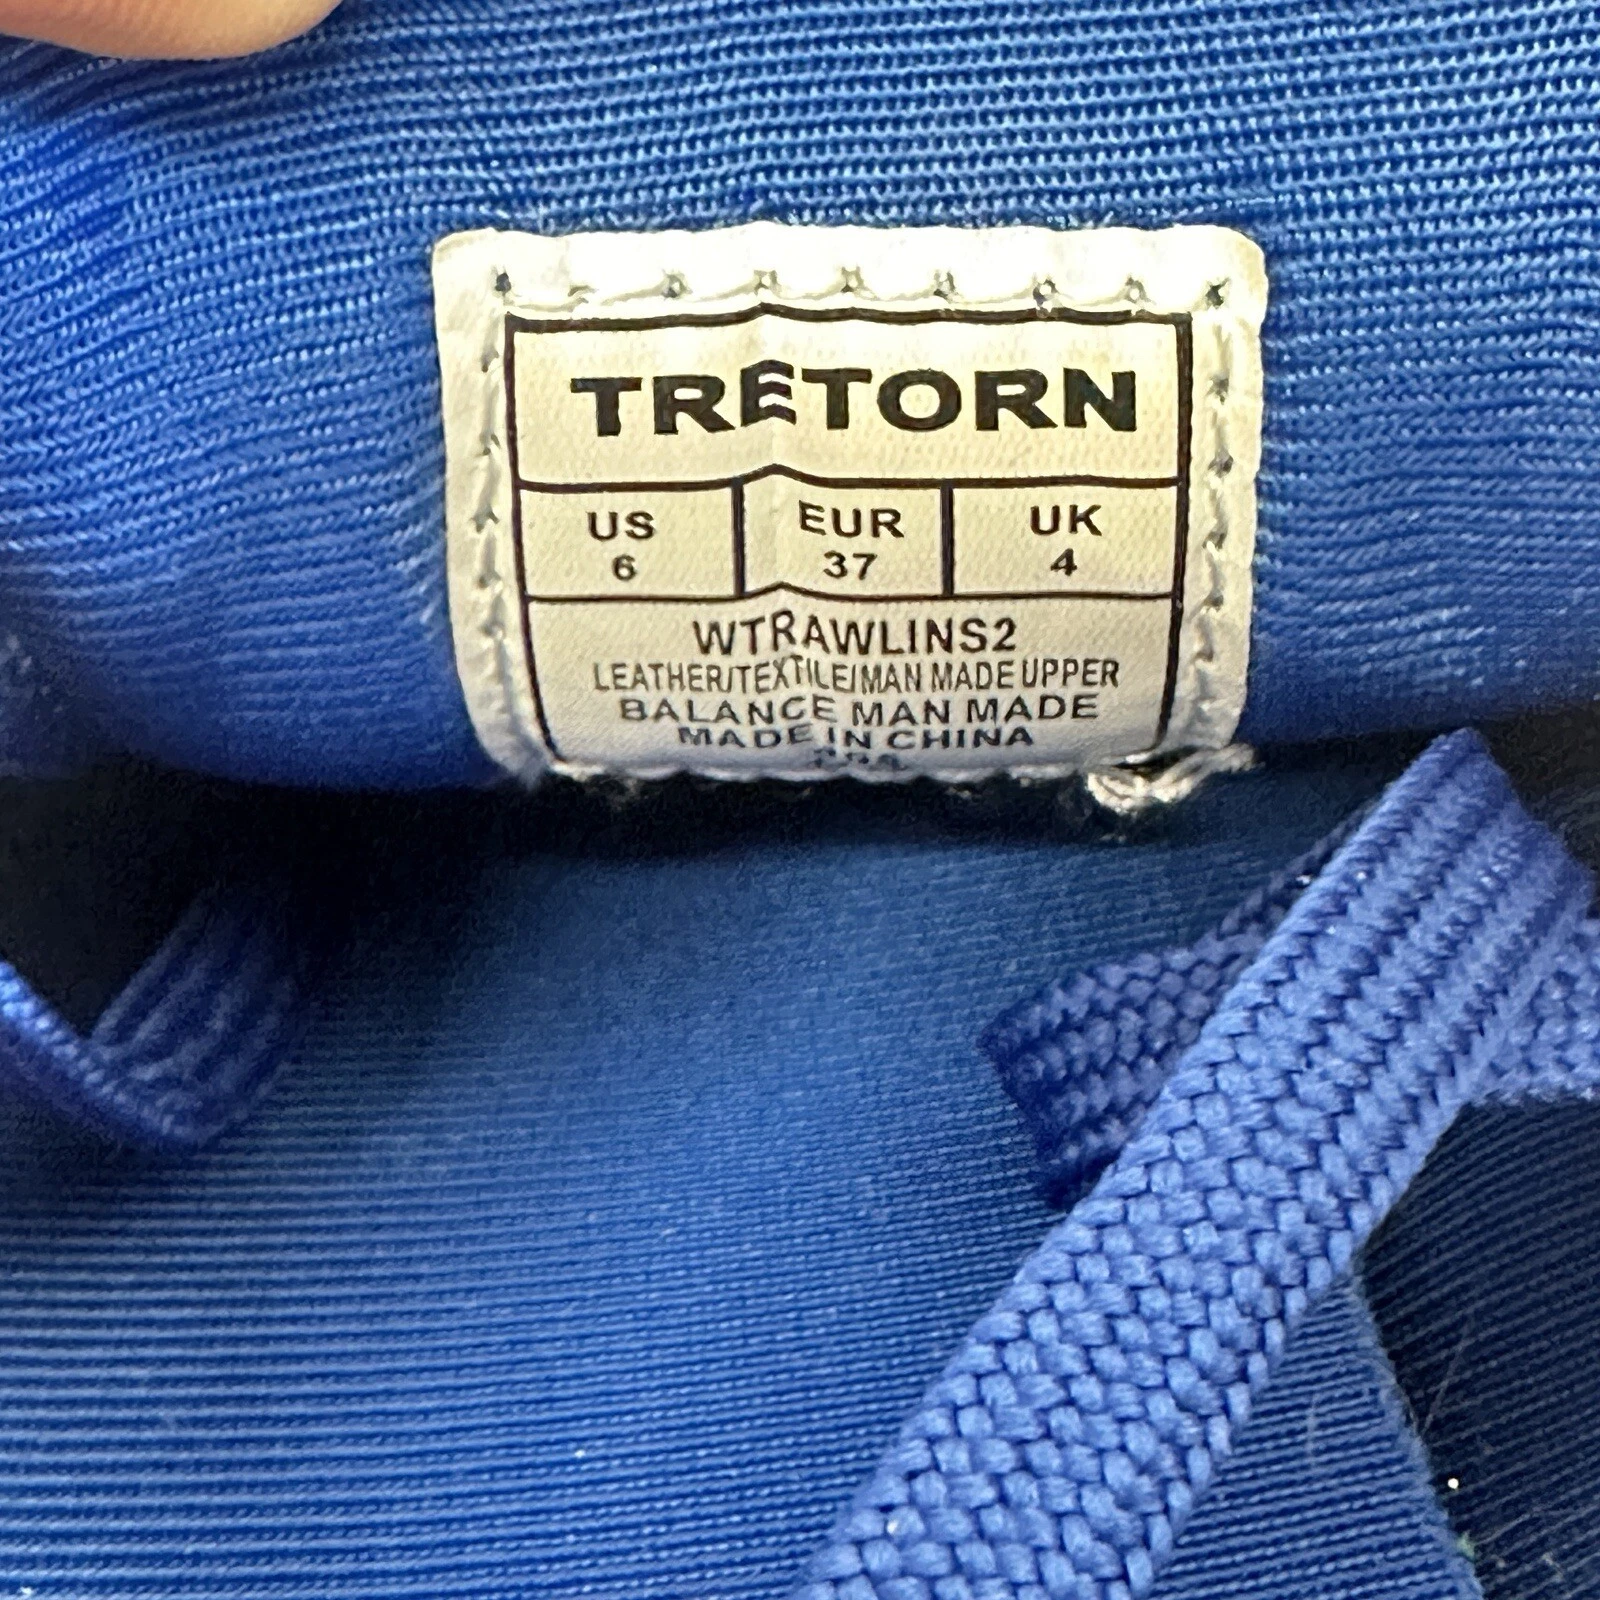 TRETORN
US EUR UK
6 37 4
WTRAWLINS2
LEATHER/TEXTILE/MAN MADE UPPER
BALANCE MAN MADE
MADE IN CHINA